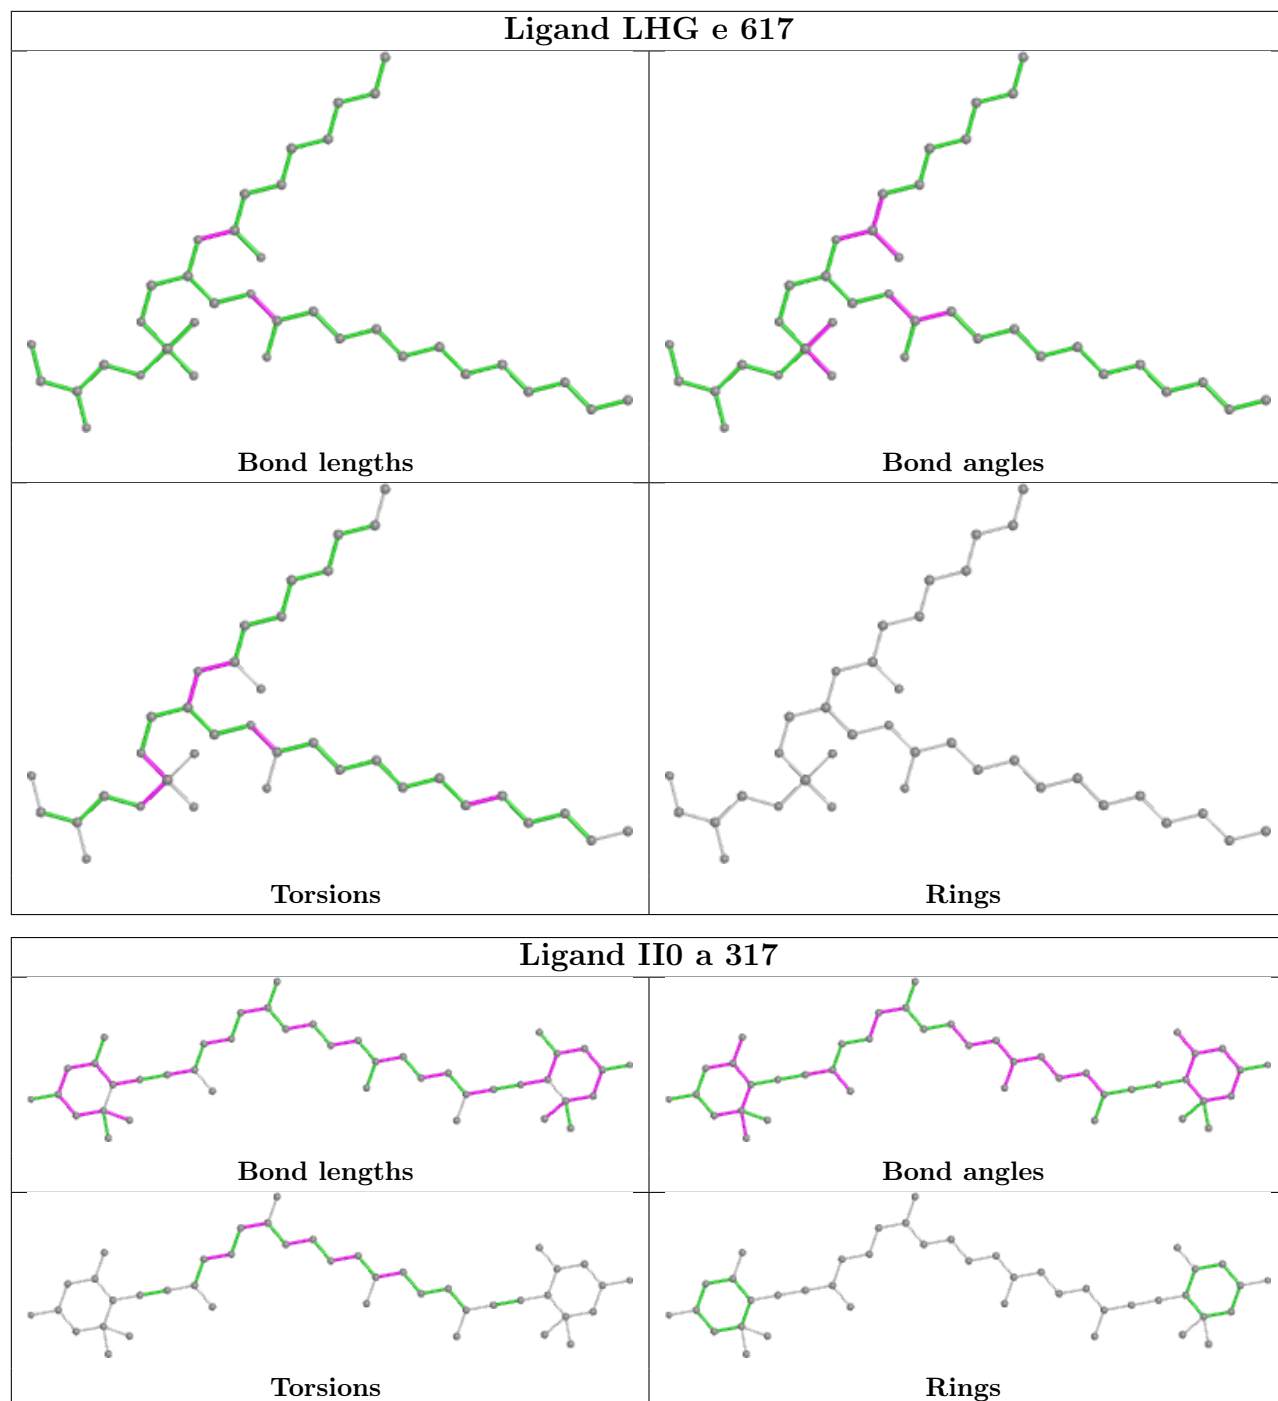 Ligand LHG e 617
Bond lengths
Bond angles
Torsions
Rings
Ligand II0 a 317
Bond lengths
Bond angles
Torsions
Rings